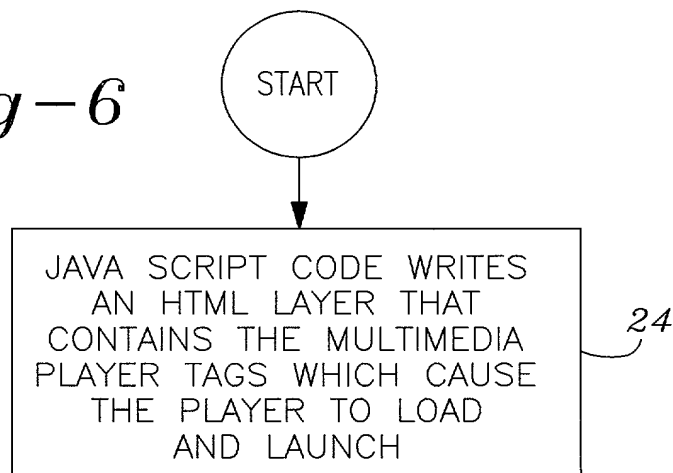 g-6
START
JAVA SCRIPT CODE WRITES
AN HTML LAYER THAT
CONTAINS THE MULTIMEDIA
PLAYER TAGS WHICH CAUSE
THE PLAYER TO LOAD
AND LAUNCH
24